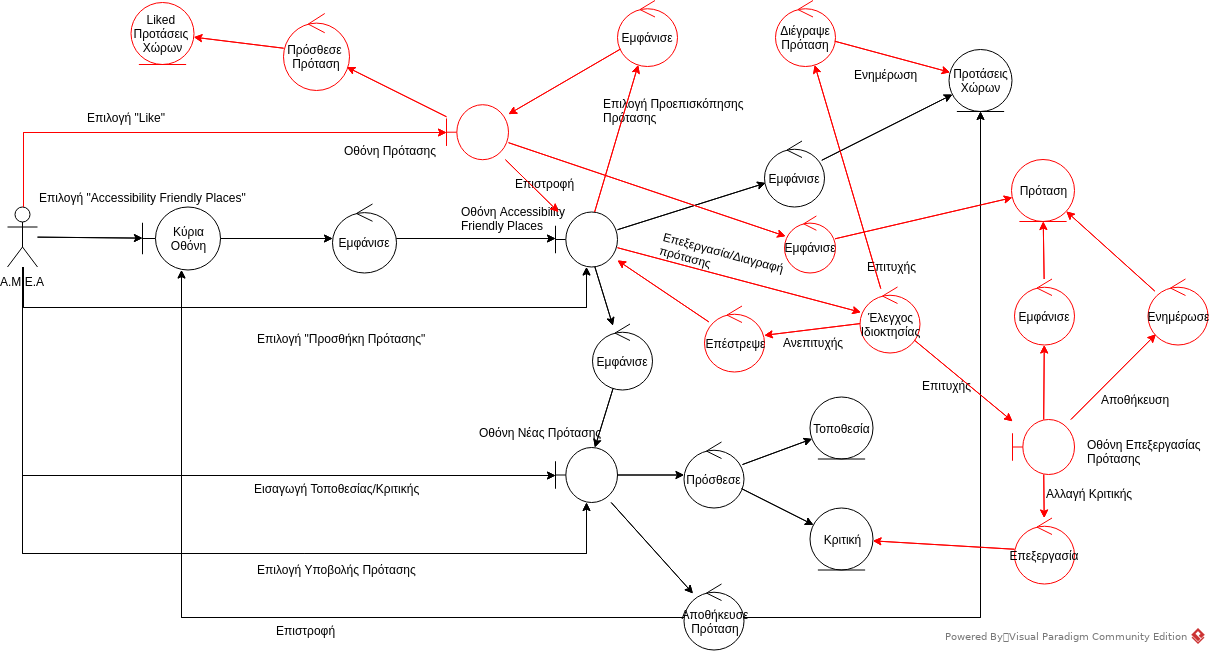 Liked
Προτάσεις
Χώρων
Πρόσθεσε
Πρόταση
Εμφάνισε
Διέγραψε
Πρόταση
Ενημέρωση
Προτάσεις
Χώρων
Επιλογή Προεπισκόπησης
Πρότασης
Επιλογή "Like"
Οθόνη Πρότασης
Επιστροφή
Εμφάνισε
Πρόταση
Επιλογή "Accessibility Friendly Places"
Οθόνη Accessibility
Friendly Places
Κύρια
Οθόνη
Εμφάνισε
Εμφάνισε
Επεξεργασία/Διαγραφή
πρότασης
Επιτυχής
Α.Μ.Ε.Α
Έλεγχος
Ιδιοκτησίας
Εμφάνισε
Ενημέρωσε
Επιλογή "Προσθήκη Πρότασης"
Επέστρεψε
Ανεπιτυχής
Εμφάνισε
Επιτυχής
Αποθήκευση
Οθόνη Νέας Πρότασης
Τοποθεσία
Οθόνη Επεξεργασίας
Πρότασης
Εισαγωγή Τοποθεσίας/Κριτικής
Πρόσθεσε
Αλλαγή Κριτικής
Κριτική
Επεξεργασία
Επιλογή Υποβολής Πρότασης
Αποθήκευσε
Πρόταση
Επιστροφή
Powered By Visual Paradigm Community Edition